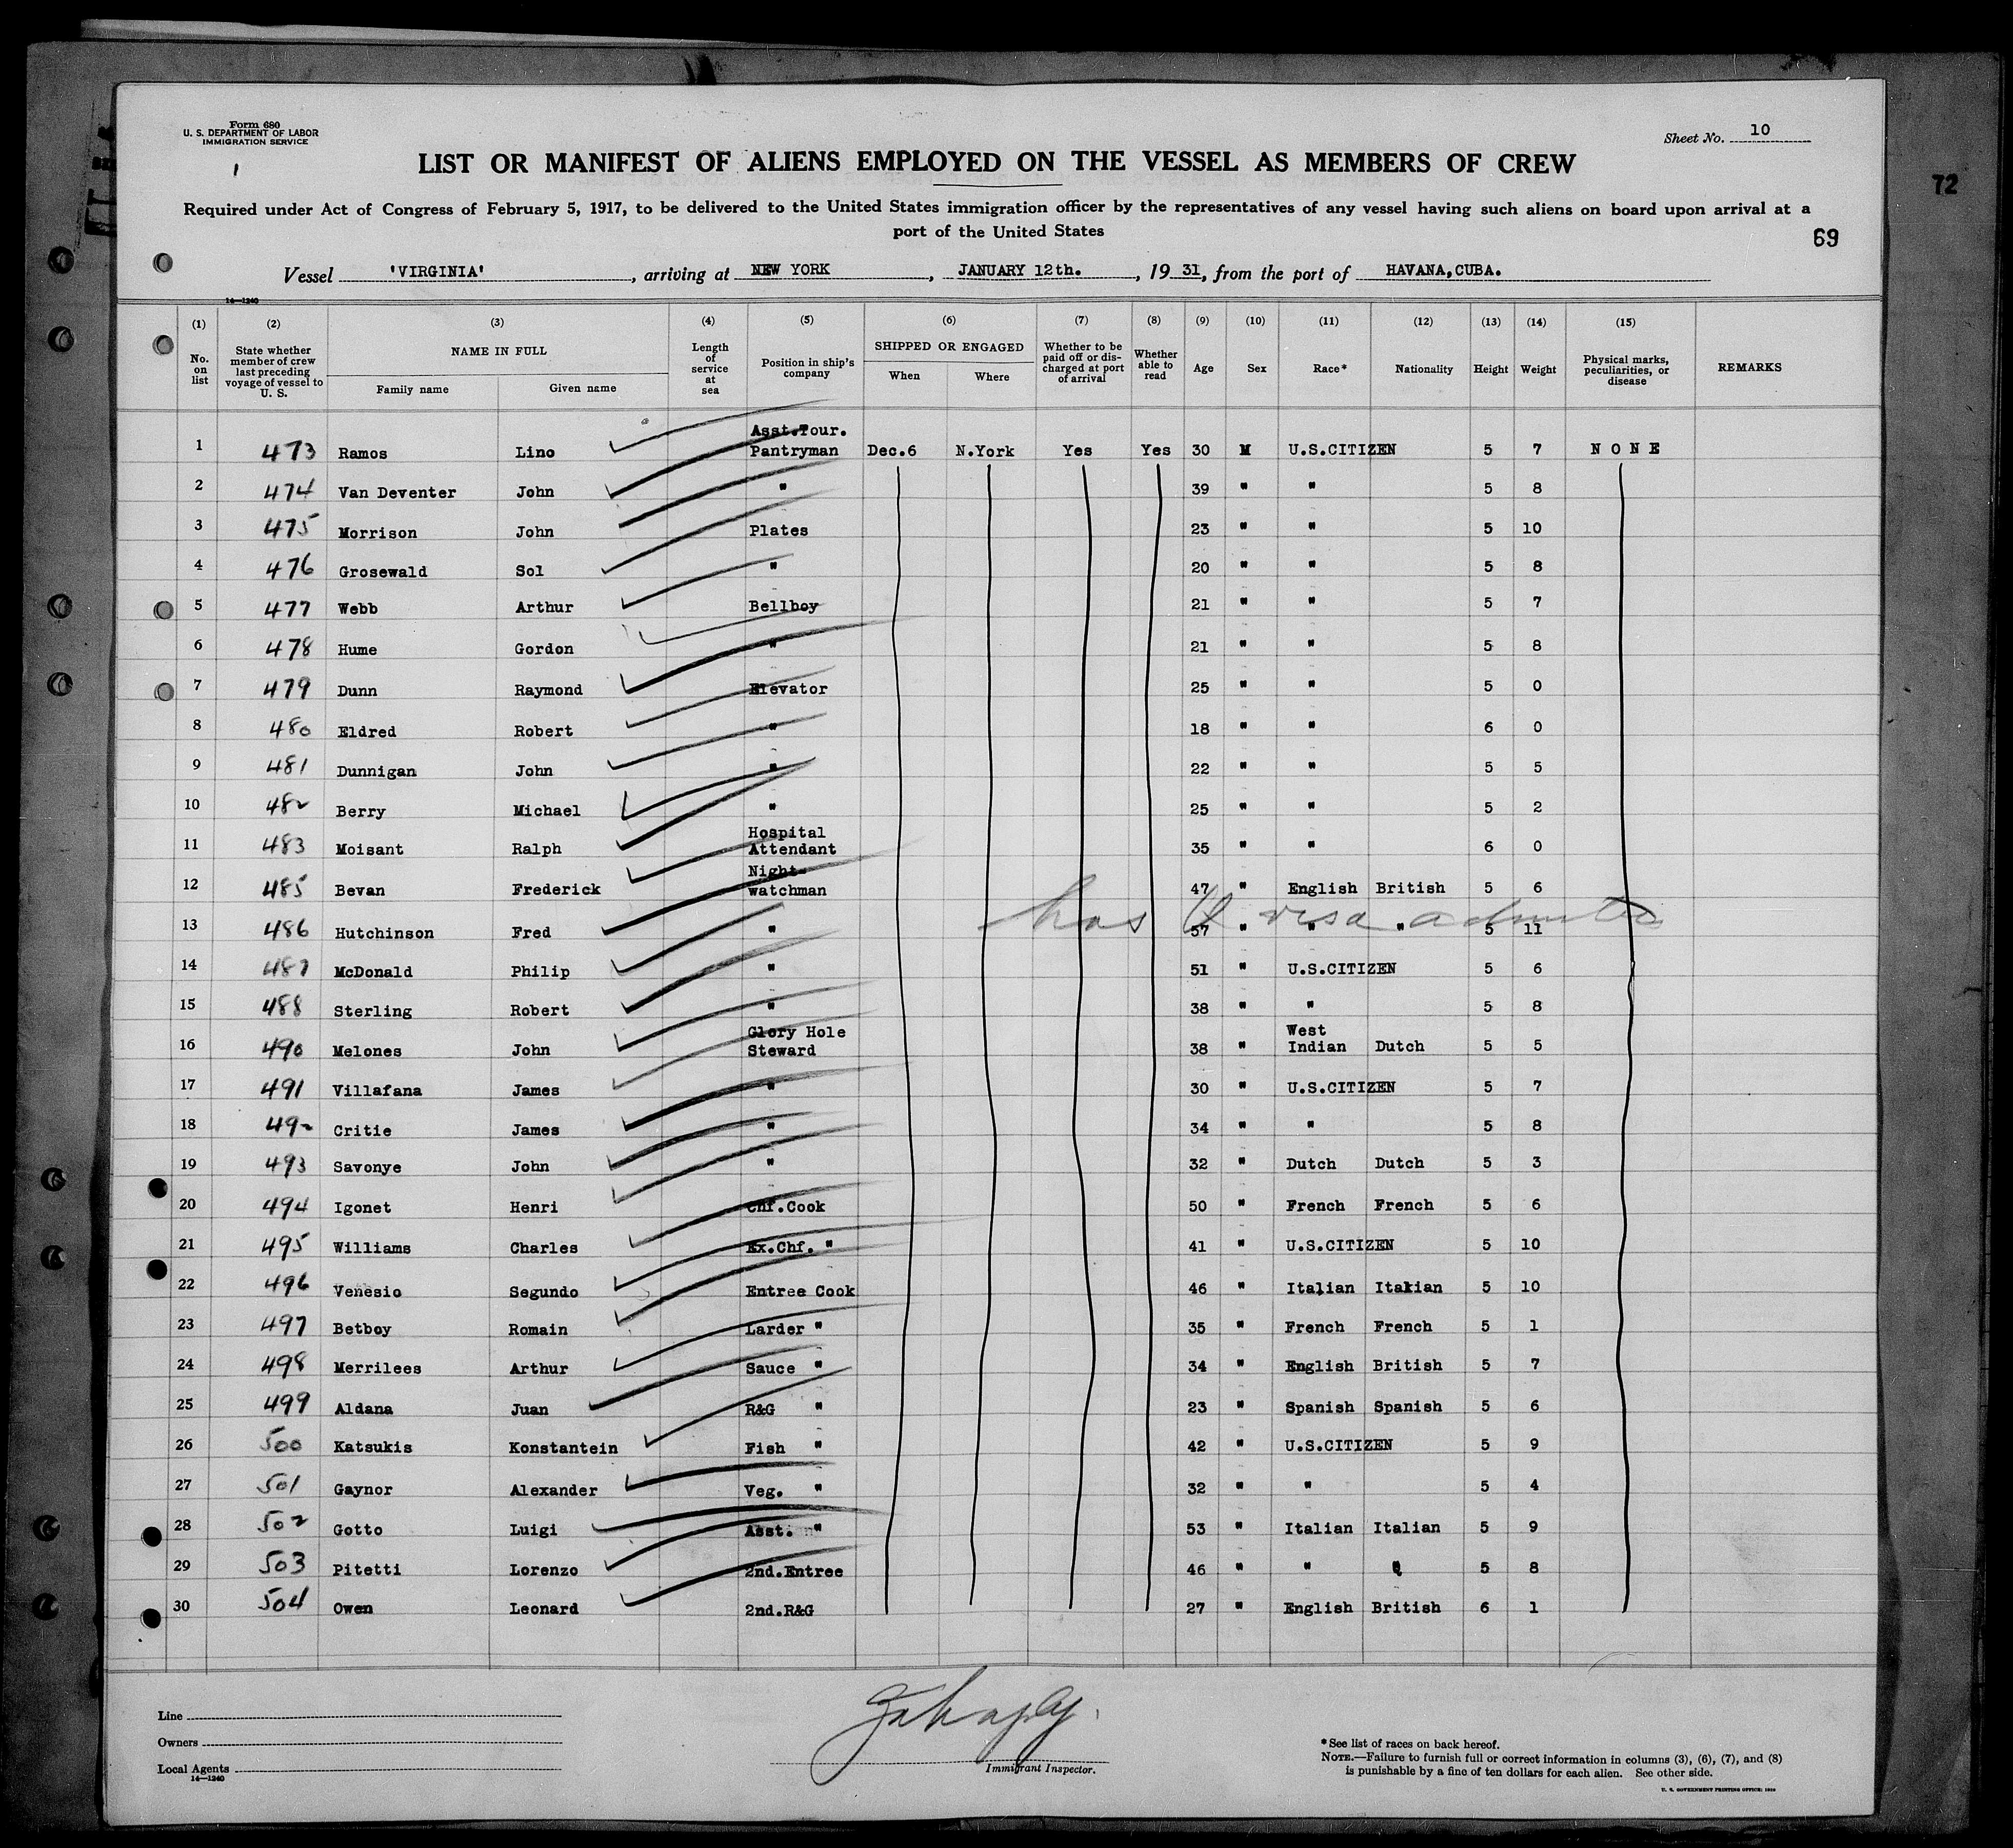 Form 680
U. S. DEPARTMENT OF LABOR
IMMIGRATION SERVICE
Sheet No. 10
LIST OR MANIFEST OF ALIENS EMPLOYED ON THE VESSEL AS MEMBERS OF CREW
72
Required under Act of Congress of February 5, 1917, to be delivered to the United States immigration officer by the representatives of any vessel having such aliens on board upon arrival at a
port of the United States
69
Vessel 'VIRGINIA', arriving at NEW YORK, JANUARY 12th., 19 31, from the port of HAVANA,CUBA.
14—1240
(1) (2) (3) (4) (5) (6) (7) (8) (9) (10) (11) (12) (13) (14) (15)
No. on list State whether member of crew last preceding voyage of vessel to U. S. NAME IN FULL Family name Given name Length of service at sea Position in ship's company SHIPPED OR ENGAGED When Where Whether to be paid off or discharged at port of arrival Whether able to read Age Sex Race* Nationality Height Weight Physical marks, peculiarities, or disease REMARKS
1 473 Ramos Lino Asst.Tour. Pantryman Dec.6 N.York Yes Yes 30 M U.S.CITIZEN 5 7 N O N E
2 474 Van Deventer John " 39 " " 5 8
3 475 Morrison John Plates 23 " " 5 10
4 476 Grosewald Sol " 20 " " 5 8
5 477 Webb Arthur Bellboy 21 " " 5 7
6 478 Hume Gordon " 21 " " 5 8
7 479 Dunn Raymond Elevator 25 " " 5 0
8 480 Eldred Robert " 18 " " 6 0
9 481 Dunnigan John " 22 " " 5 5
10 482 Berry Michael " 25 " " 5 2
11 483 Moisant Ralph Hospital Attendant 35 " " 6 0
12 485 Bevan Frederick Night- watchman 47 " English British 5 6
has visa admitted
13 486 Hutchinson Fred " 57 " " " 5 11
14 487 McDonald Philip " 51 " U.S.CITIZEN 5 6
15 488 Sterling Robert " 38 " " 5 8
16 490 Melones John Glory Hole Steward 38 " West Indian Dutch 5 5
17 491 Villafana James " 30 " U.S.CITIZEN 5 7
18 492 Critie James " 34 " " 5 8
19 493 Savonye John " 32 " Dutch Dutch 5 3
20 494 Igonet Henri Chf.Cook 50 " French French 5 6
21 495 Williams Charles Ex.Chf. " 41 " U.S.CITIZEN 5 10
22 496 Venesio Segundo Entree Cook 46 " Italian Italian 5 10
23 497 Betboy Romain Larder " 35 " French French 5 1
24 498 Merrilees Arthur Sauce " 34 " English British 5 7
25 499 Aldana Juan R&G " 23 " Spanish Spanish 5 6
26 500 Katsukis Konstantein Fish " 42 " U.S.CITIZEN 5 9
27 501 Gaynor Alexander Veg. " 32 " " 5 4
28 502 Gotto Luigi Asst. " 53 " Italian Italian 5 9
29 503 Pitetti Lorenzo 2nd.Entree 46 " " " 5 8
30 504 Owen Leonard 2nd.R&G 27 " English British 6 1
Line
Owners
Local Agents
14—1240
Immigrant Inspector.
*See list of races on back hereof.
NOTE.—Failure to furnish full or correct information in columns (3), (6), (7), and (8)
is punishable by a fine of ten dollars for each alien. See other side.
U. S. GOVERNMENT PRINTING OFFICE: 1930